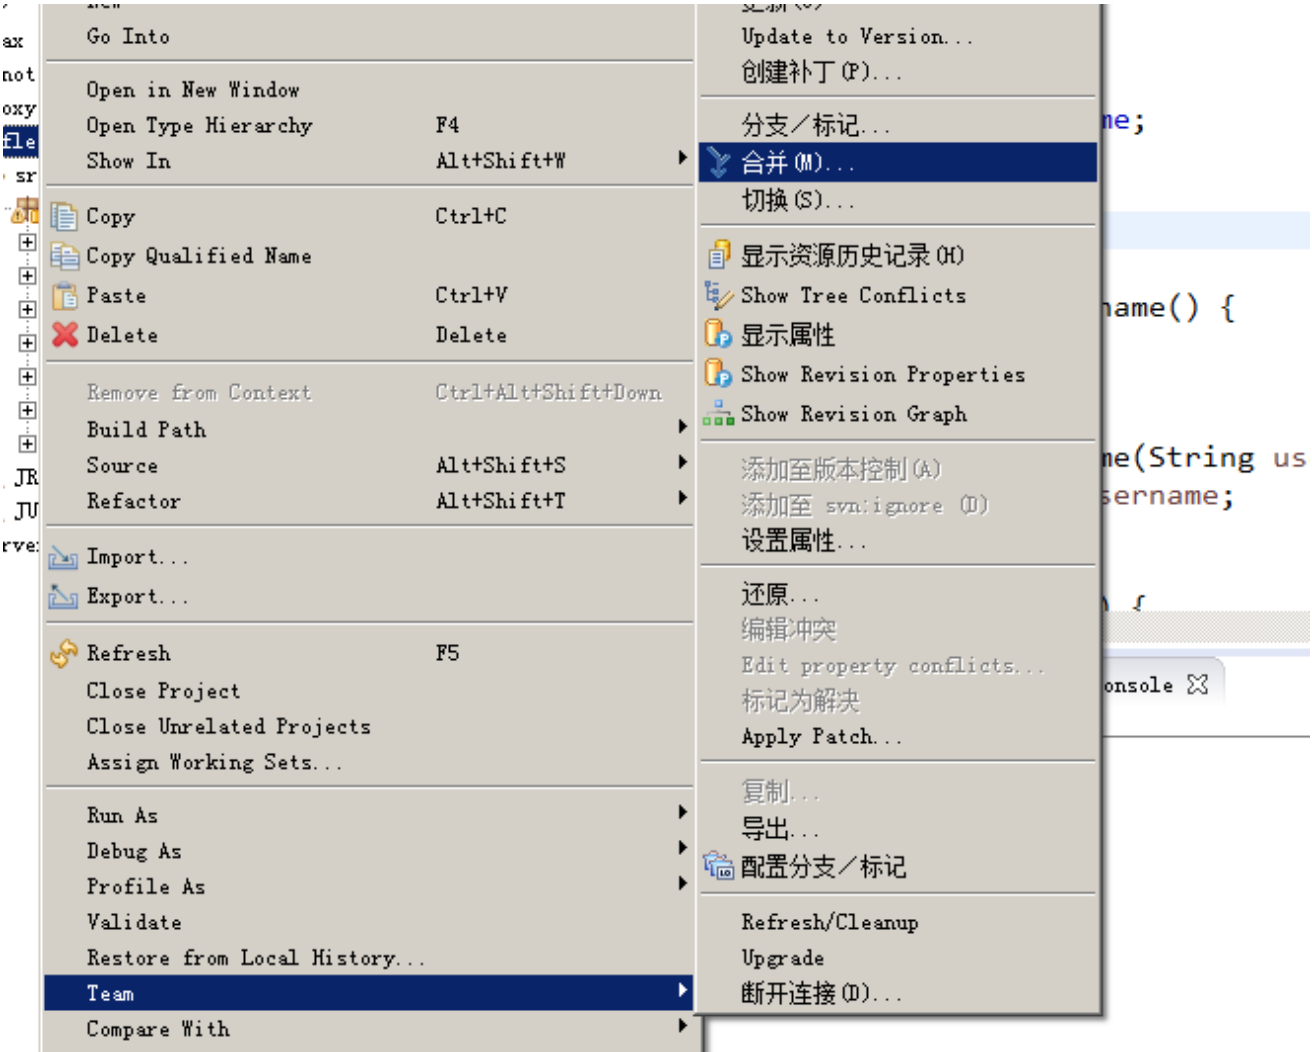 ax
not
oxy
fle
sr
JR
JU
rve
Go Into
Open in New Window
Open Type Hierarchy F4
Show In Alt+Shift+W
Copy Ctrl+C
Copy Qualified Name
Paste Ctrl+V
Delete Delete
Remove from Context Ctrl+Alt+Shift+Down
Build Path
Source Alt+Shift+S
Refactor Alt+Shift+T
Import...
Export...
Refresh F5
Close Project
Close Unrelated Projects
Assign Working Sets...
Run As
Debug As
Profile As
Validate
Restore from Local History...
Team
Compare With
Update to Version...
创建补丁(P)...
分支/标记...
合并(M)...
切换(S)...
显示资源历史记录(H)
Show Tree Conflicts
显示属性
Show Revision Properties
Show Revision Graph
添加至版本控制(A)
添加至 svn:ignore (D)
设置属性...
还原...
编辑冲突
Edit property conflicts...
标记为解决
Apply Patch...
复制...
导出...
配置分支/标记
Refresh/Cleanup
Upgrade
断开连接(D)...
me;
name() {
me(String us
sername;
) {
onsole